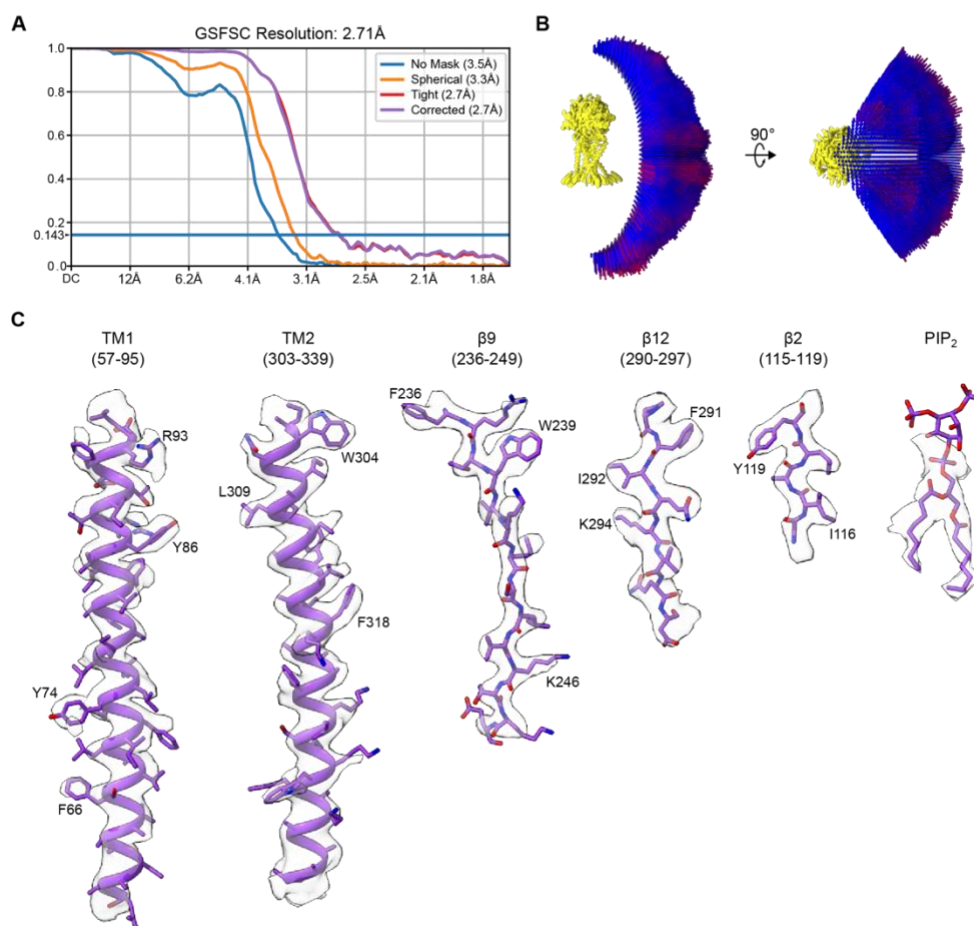 A
GSFSC Resolution: 2.71Å
1.0
0.8
0.6
0.4
0.2
0.143
0.0
DC
12Å
6.2Å
4.1Å
3.1Å
2.5Å
2.1Å
1.8Å
No Mask (3.5Å)
Spherical (3.3Å)
Tight (2.7Å)
Corrected (2.7Å)
B
90°
C
TM1
(57-95)
R93
Y86
Y74
F66
TM2
(303-339)
W304
L309
F318
β9
(236-249)
F236
W239
K246
β12
(290-297)
F291
I292
K294
β2
(115-119)
Y119
I116
PIP₂